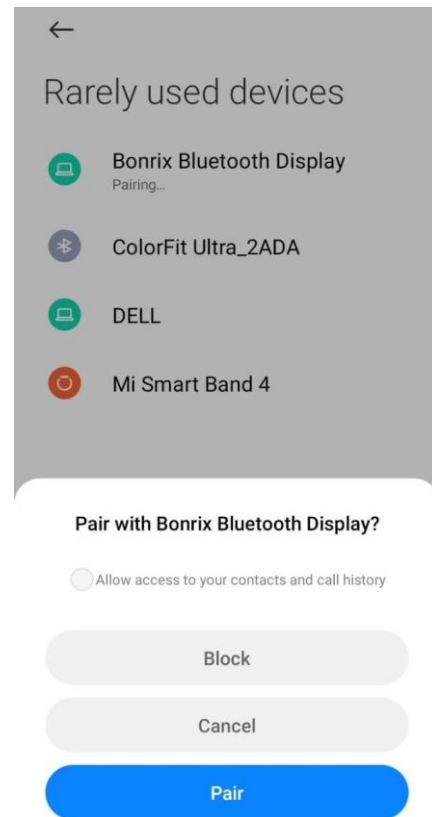 Rarely used devices
Bonrix Bluetooth Display
Pairing...
ColorFit Ultra_2ADA
DELL
Mi Smart Band 4
Pair with Bonrix Bluetooth Display?
Allow access to your contacts and call history
Block
Cancel
Pair